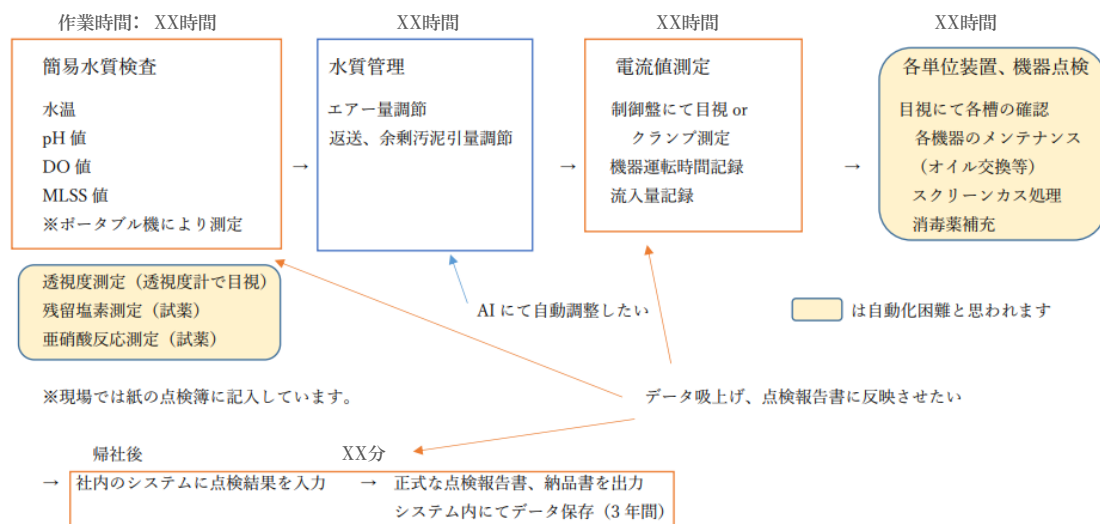 作業時間： XX時間
XX時間
XX時間
XX時間
簡易水質検査
水温
pH 値
DO 値
MLSS 値
※ポータブル機により測定
→
水質管理
エアー量調節
返送、余剰汚泥引量調節
→
電流値測定
制御盤にて目視 or
クランプ測定
機器運転時間記録
流入量記録
→
各単位装置、機器点検
目視にて各槽の確認
各機器のメンテナンス
（オイル交換等）
スクリーンカス処理
消毒薬補充
透視度測定（透視度計で目視）
残留塩素測定（試薬）
亜硝酸反応測定（試薬）
AI にて自動調整したい
は自動化困難と思われます
※現場では紙の点検簿に記入しています。
データ吸上げ、点検報告書に反映させたい
帰社後
XX分
→ 社内のシステムに点検結果を入力 → 正式な点検報告書、納品書を出力
システム内にてデータ保存（3 年間）